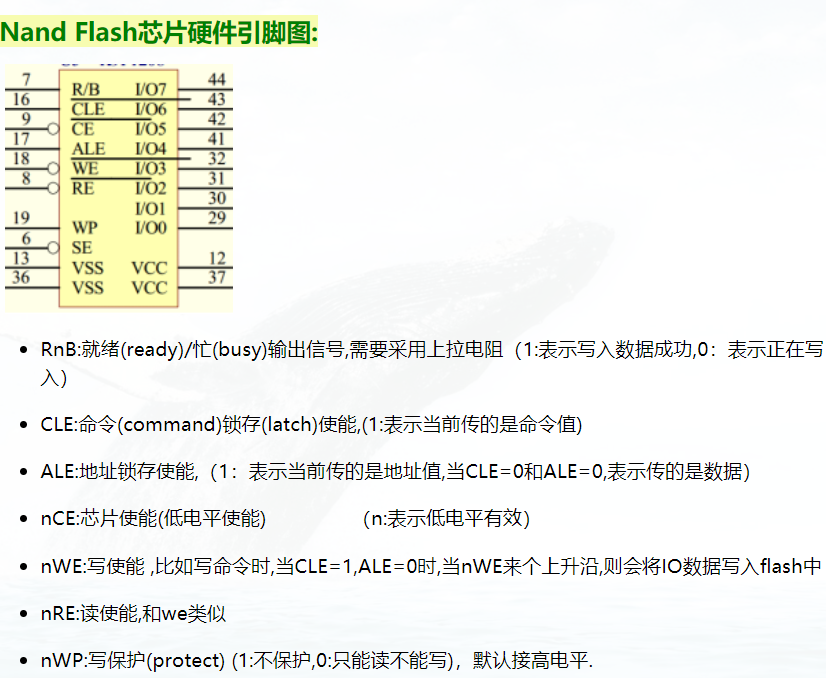 Nand Flash芯片硬件引脚图:
7 R/B I/O7 44
16 CLE I/O6 43
9 CE I/O5 42
17 ALE I/O4 41
18 WE I/O3 32
8 RE I/O2 31
I/O1 30
19 WP I/O0 29
6 SE
13 VSS VCC 12
36 VSS VCC 37
RnB:就绪(ready)/忙(busy)输出信号,需要采用上拉电阻（1:表示写入数据成功,0：表示正在写
入）
CLE:命令(command)锁存(latch)使能,(1:表示当前传的是命令值)
ALE:地址锁存使能,（1：表示当前传的是地址值,当CLE=0和ALE=0,表示传的是数据）
nCE:芯片使能(低电平使能) （n:表示低电平有效）
nWE:写使能 ,比如写命令时,当CLE=1,ALE=0时,当nWE来个上升沿,则会将IO数据写入flash中
nRE:读使能,和we类似
nWP:写保护(protect) (1:不保护,0:只能读不能写)，默认接高电平.